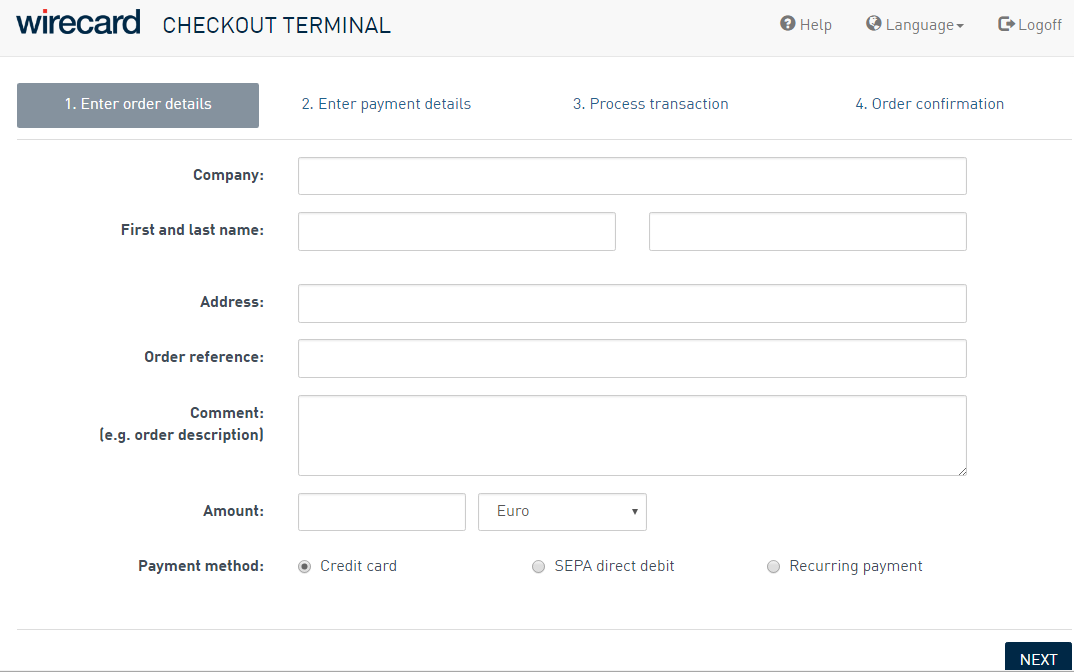 wirecard CHECKOUT TERMINAL Help Language Logoff
1. Enter order details 2. Enter payment details 3. Process transaction 4. Order confirmation
Company:
First and last name:
Address:
Order reference:
Comment:
(e.g. order description)
Amount: Euro
Payment method: Credit card SEPA direct debit Recurring payment
NEXT